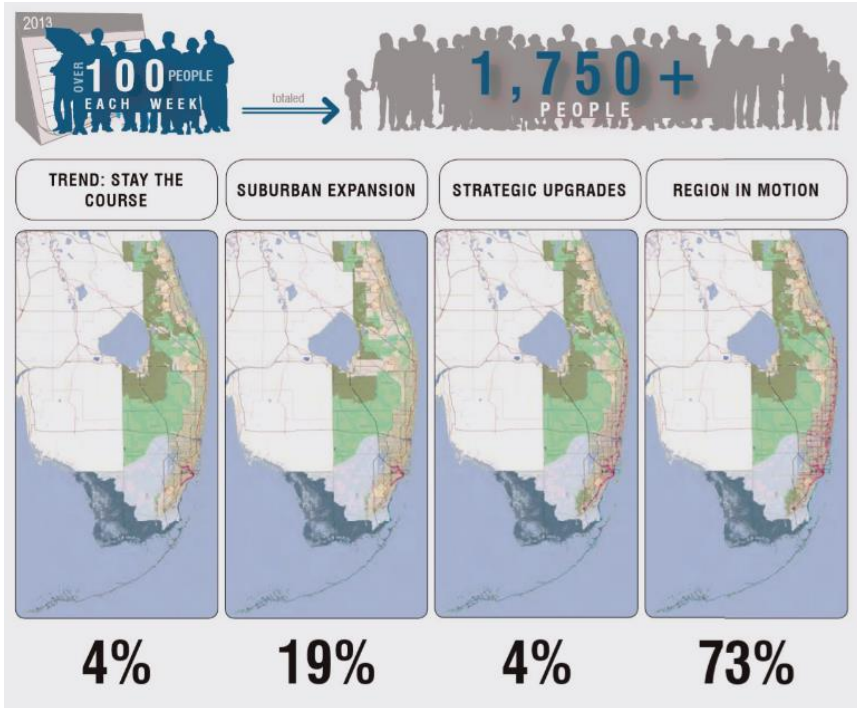 2013
OVER
100 PEOPLE
EACH WEEK
totaled
1,750+
PEOPLE
TREND: STAY THE
COURSE
SUBURBAN EXPANSION
STRATEGIC UPGRADES
REGION IN MOTION
4%
19%
4%
73%